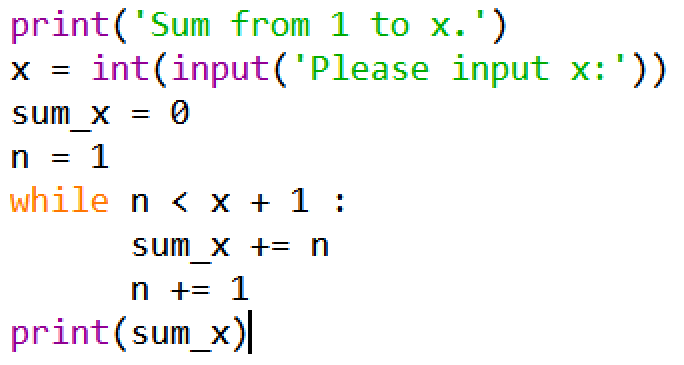 print('Sum from 1 to x.')
x = int(input('Please input x:'))
sum_x = 0
n = 1
while n < x + 1 :
      sum_x += n
      n += 1
print(sum_x)